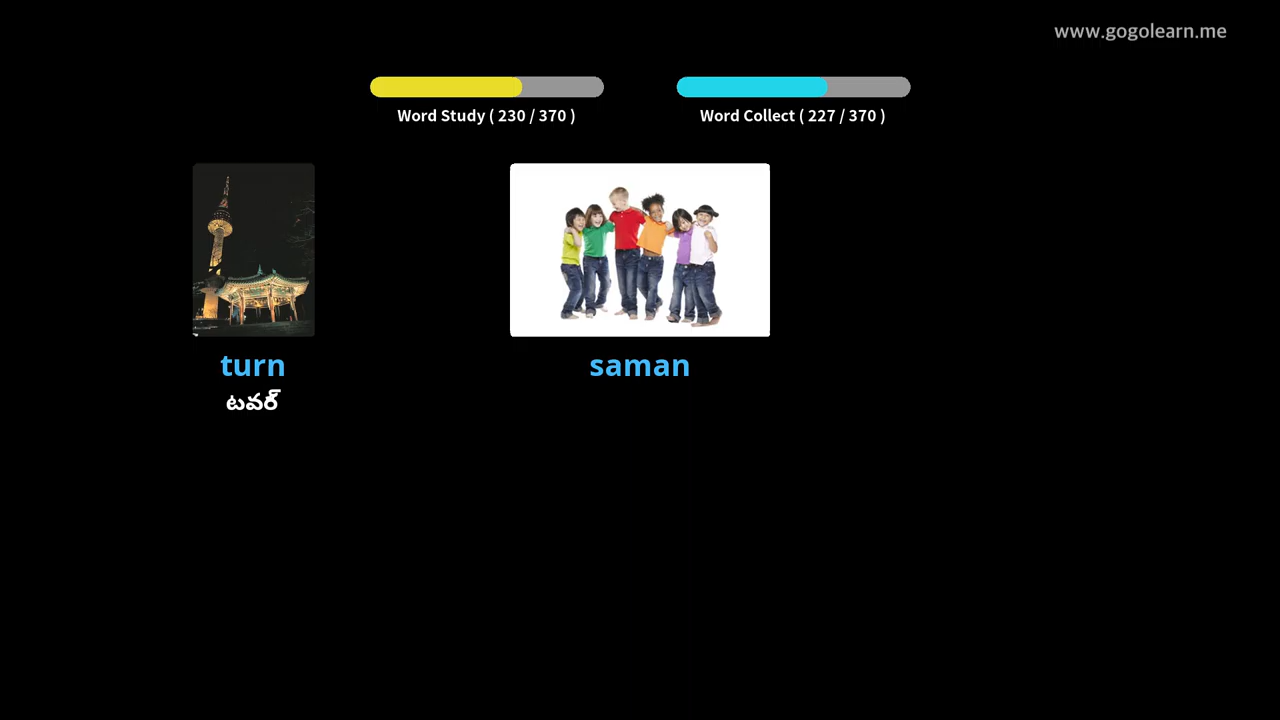 www.gogolearn.me
Word Study ( 230 / 370 )
Word Collect ( 227 / 370 )
turn
టవర్
saman